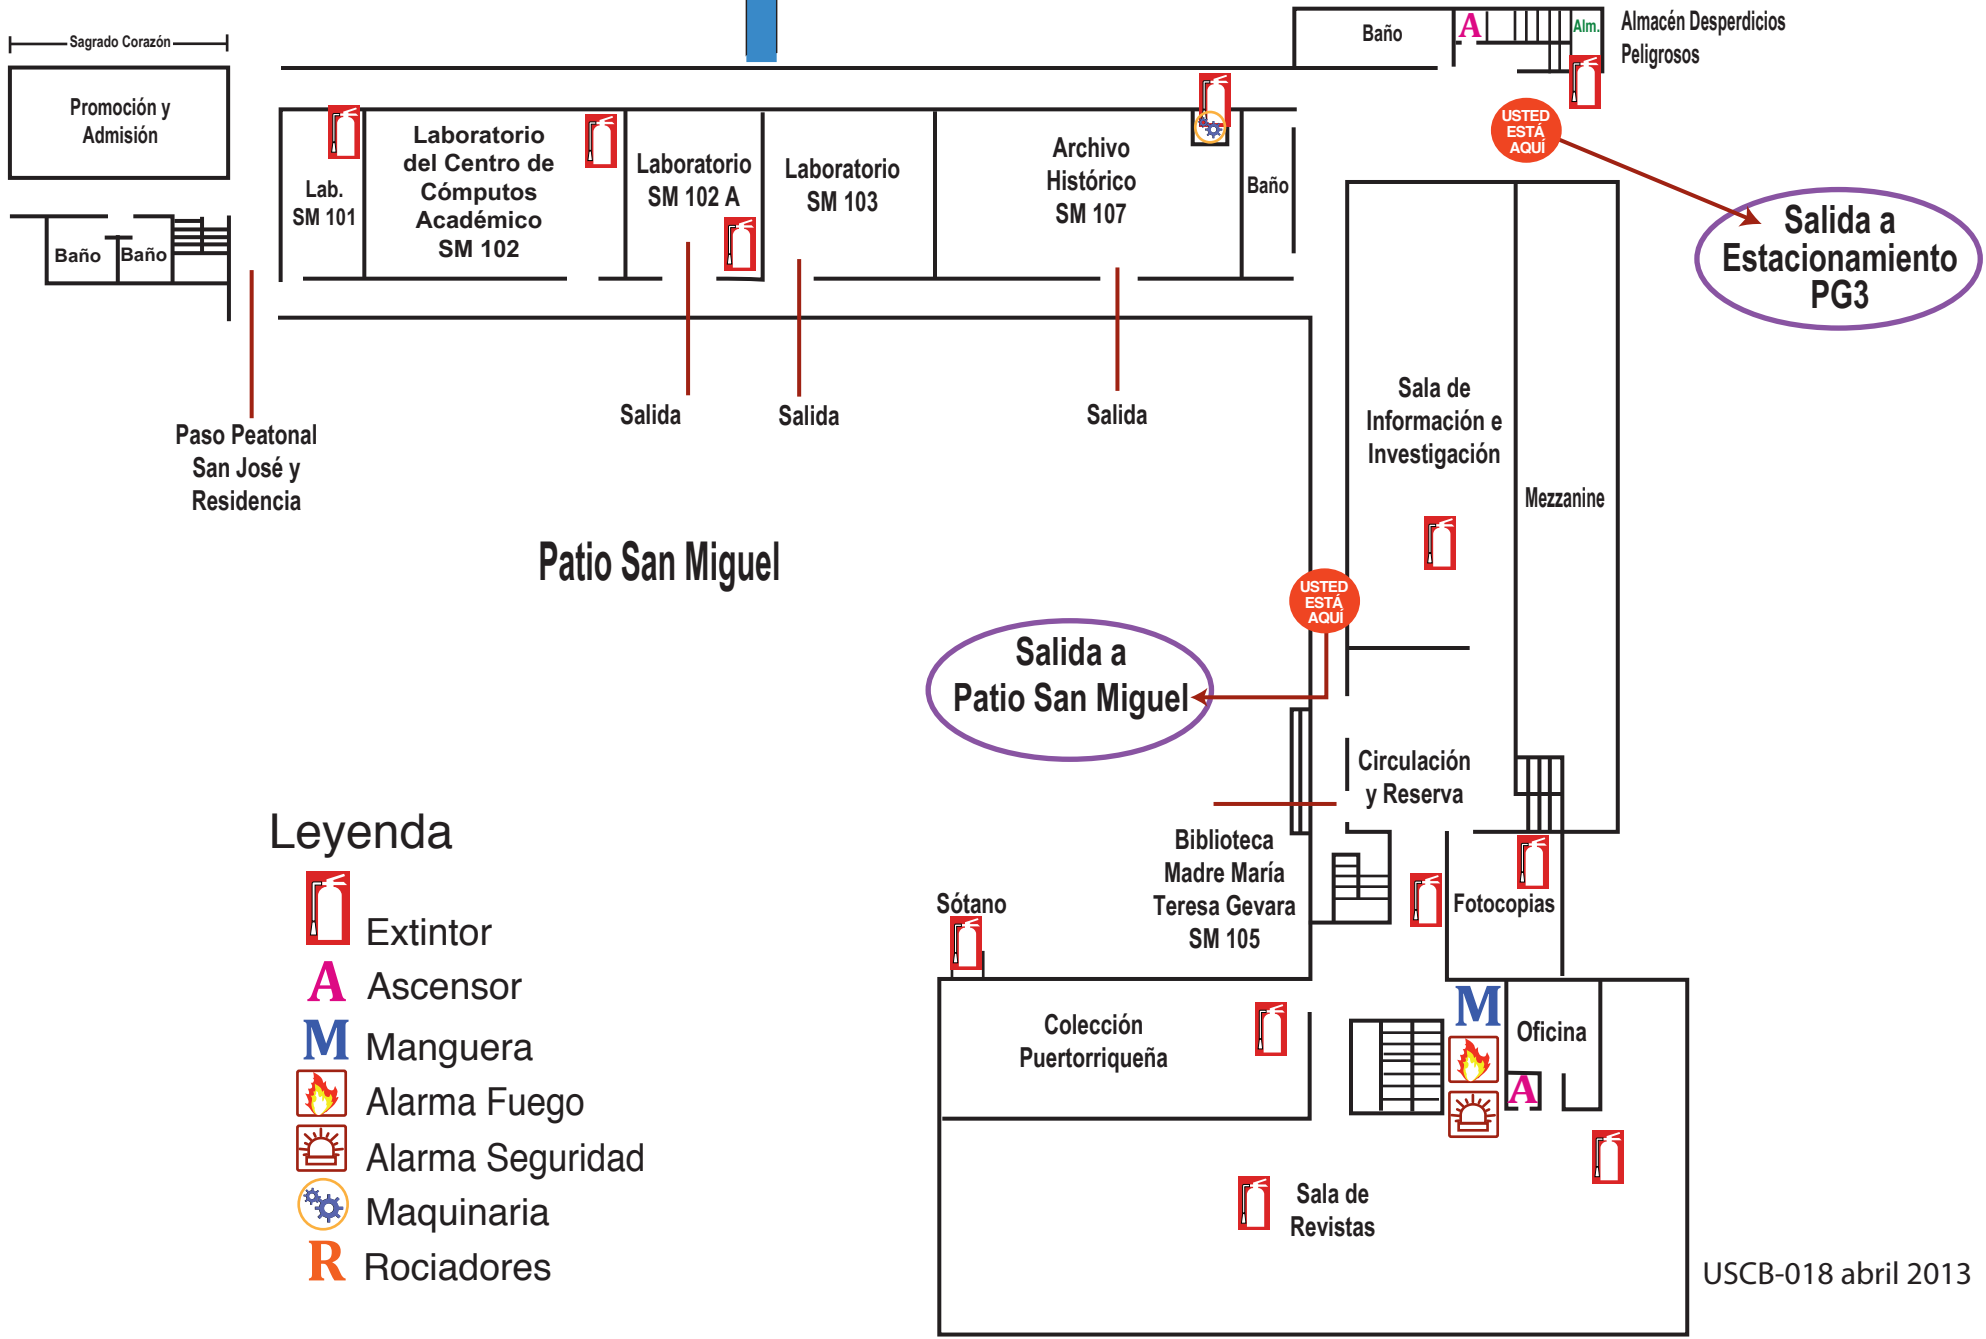 Sagrado Corazón
Promoción y
Admisión
Baño
Baño
Lab.
SM 101
Laboratorio
del Centro de
Cómputos
Académico
SM 102
Laboratorio
SM 102 A
Laboratorio
SM 103
Archivo
Histórico
SM 107
Baño
Baño
A
Alm.
Almacén Desperdicios
Peligrosos
USTED
ESTÁ
AQUÍ
Salida a
Estacionamiento
PG3
Paso Peatonal
San José y
Residencia
Salida
Salida
Salida
Sala de
Información e
Investigación
Mezzanine
Patio San Miguel
USTED
ESTÁ
AQUÍ
Salida a
Patio San Miguel
Circulación
y Reserva
Biblioteca
Madre María
Teresa Gevara
SM 105
Fotocopias
Sótano
Colección
Puertorriqueña
M
Oficina
A
Sala de
Revistas
Leyenda
Extintor
A Ascensor
M Manguera
Alarma Fuego
Alarma Seguridad
Maquinaria
R Rociadores
USCB-018 abril 2013